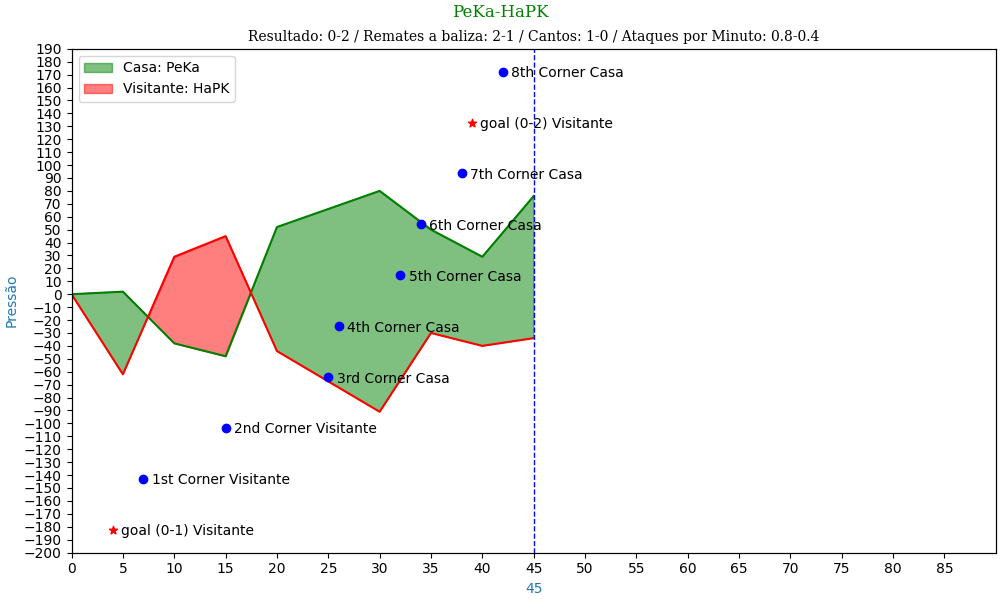 PeKa-HaPK
Resultado: 0-2 / Remates a baliza: 2-1 / Cantos: 1-0 / Ataques por Minuto: 0.8-0.4
Casa: PeKa
Visitante: HaPK
190
180
170
160
150
140
130
120
110
100
90
80
70
60
50
40
30
20
10
0
−10
−20
−30
−40
−50
−60
−70
−80
−90
−100
−110
−120
−130
−140
−150
−160
−170
−180
−190
−200
Pressão
8th Corner Casa
goal (0-2) Visitante
7th Corner Casa
6th Corner Casa
5th Corner Casa
4th Corner Casa
3rd Corner Casa
2nd Corner Visitante
1st Corner Visitante
goal (0-1) Visitante
0 5 10 15 20 25 30 35 40 45 50 55 60 65 70 75 80 85
45